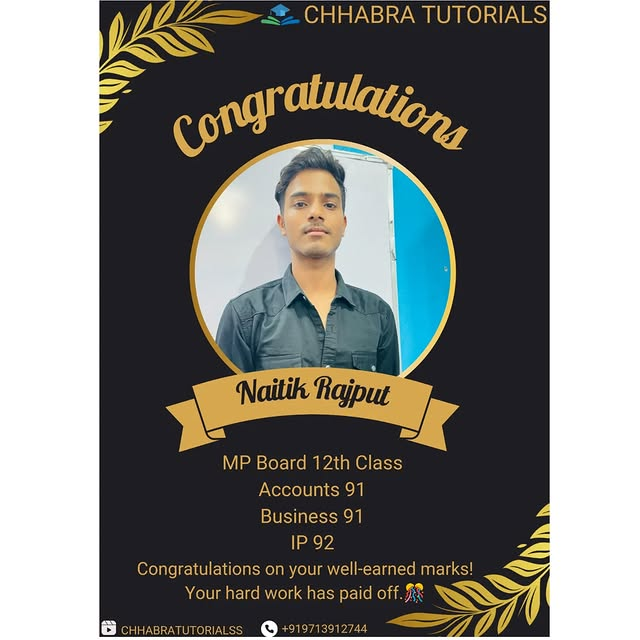 CHHABRA TUTORIALS
Congratulations
Naitik Rajput
MP Board 12th Class
Accounts 91
Business 91
IP 92
Congratulations on your well-earned marks!
Your hard work has paid off.🎊
CHHABRATUTORIALSS +919713912744